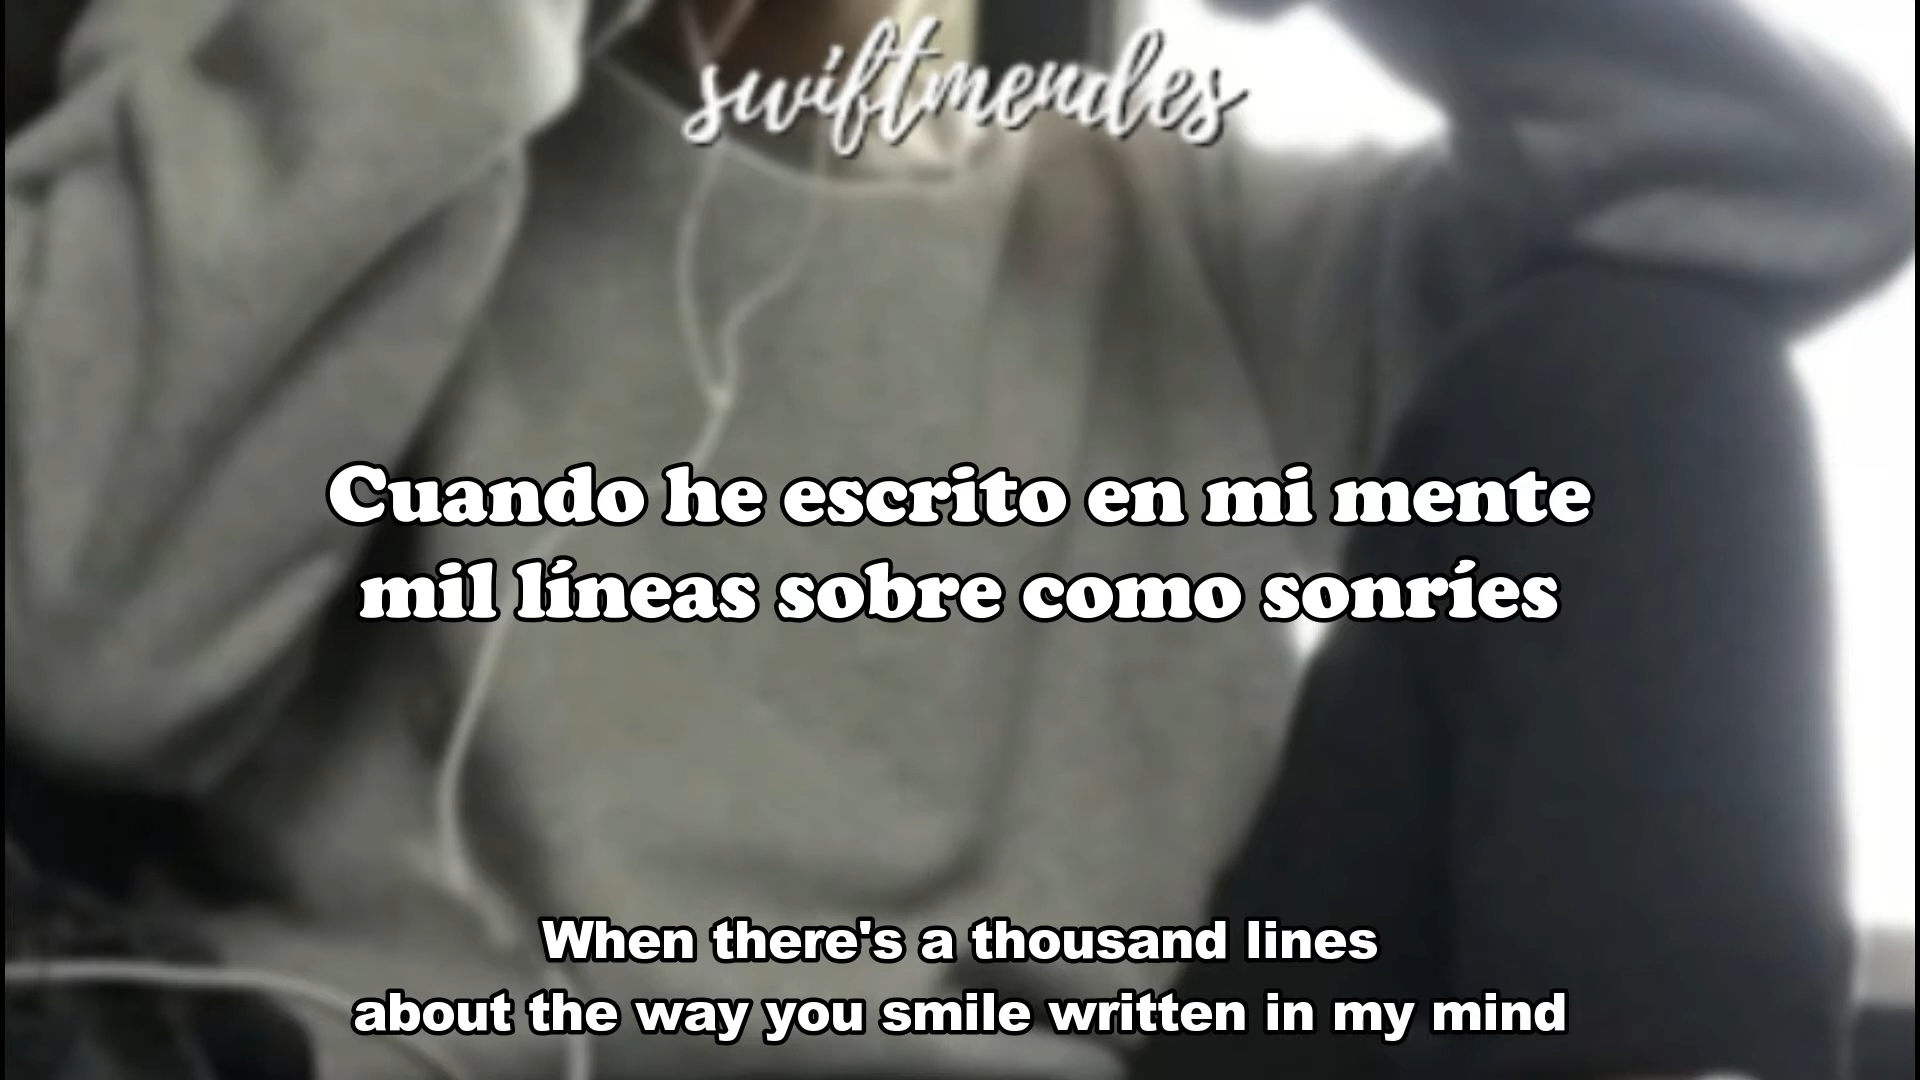 swiftmendes
Cuando he escrito en mi mente
mil líneas sobre como sonríes
When there's a thousand lines
about the way you smile written in my mind